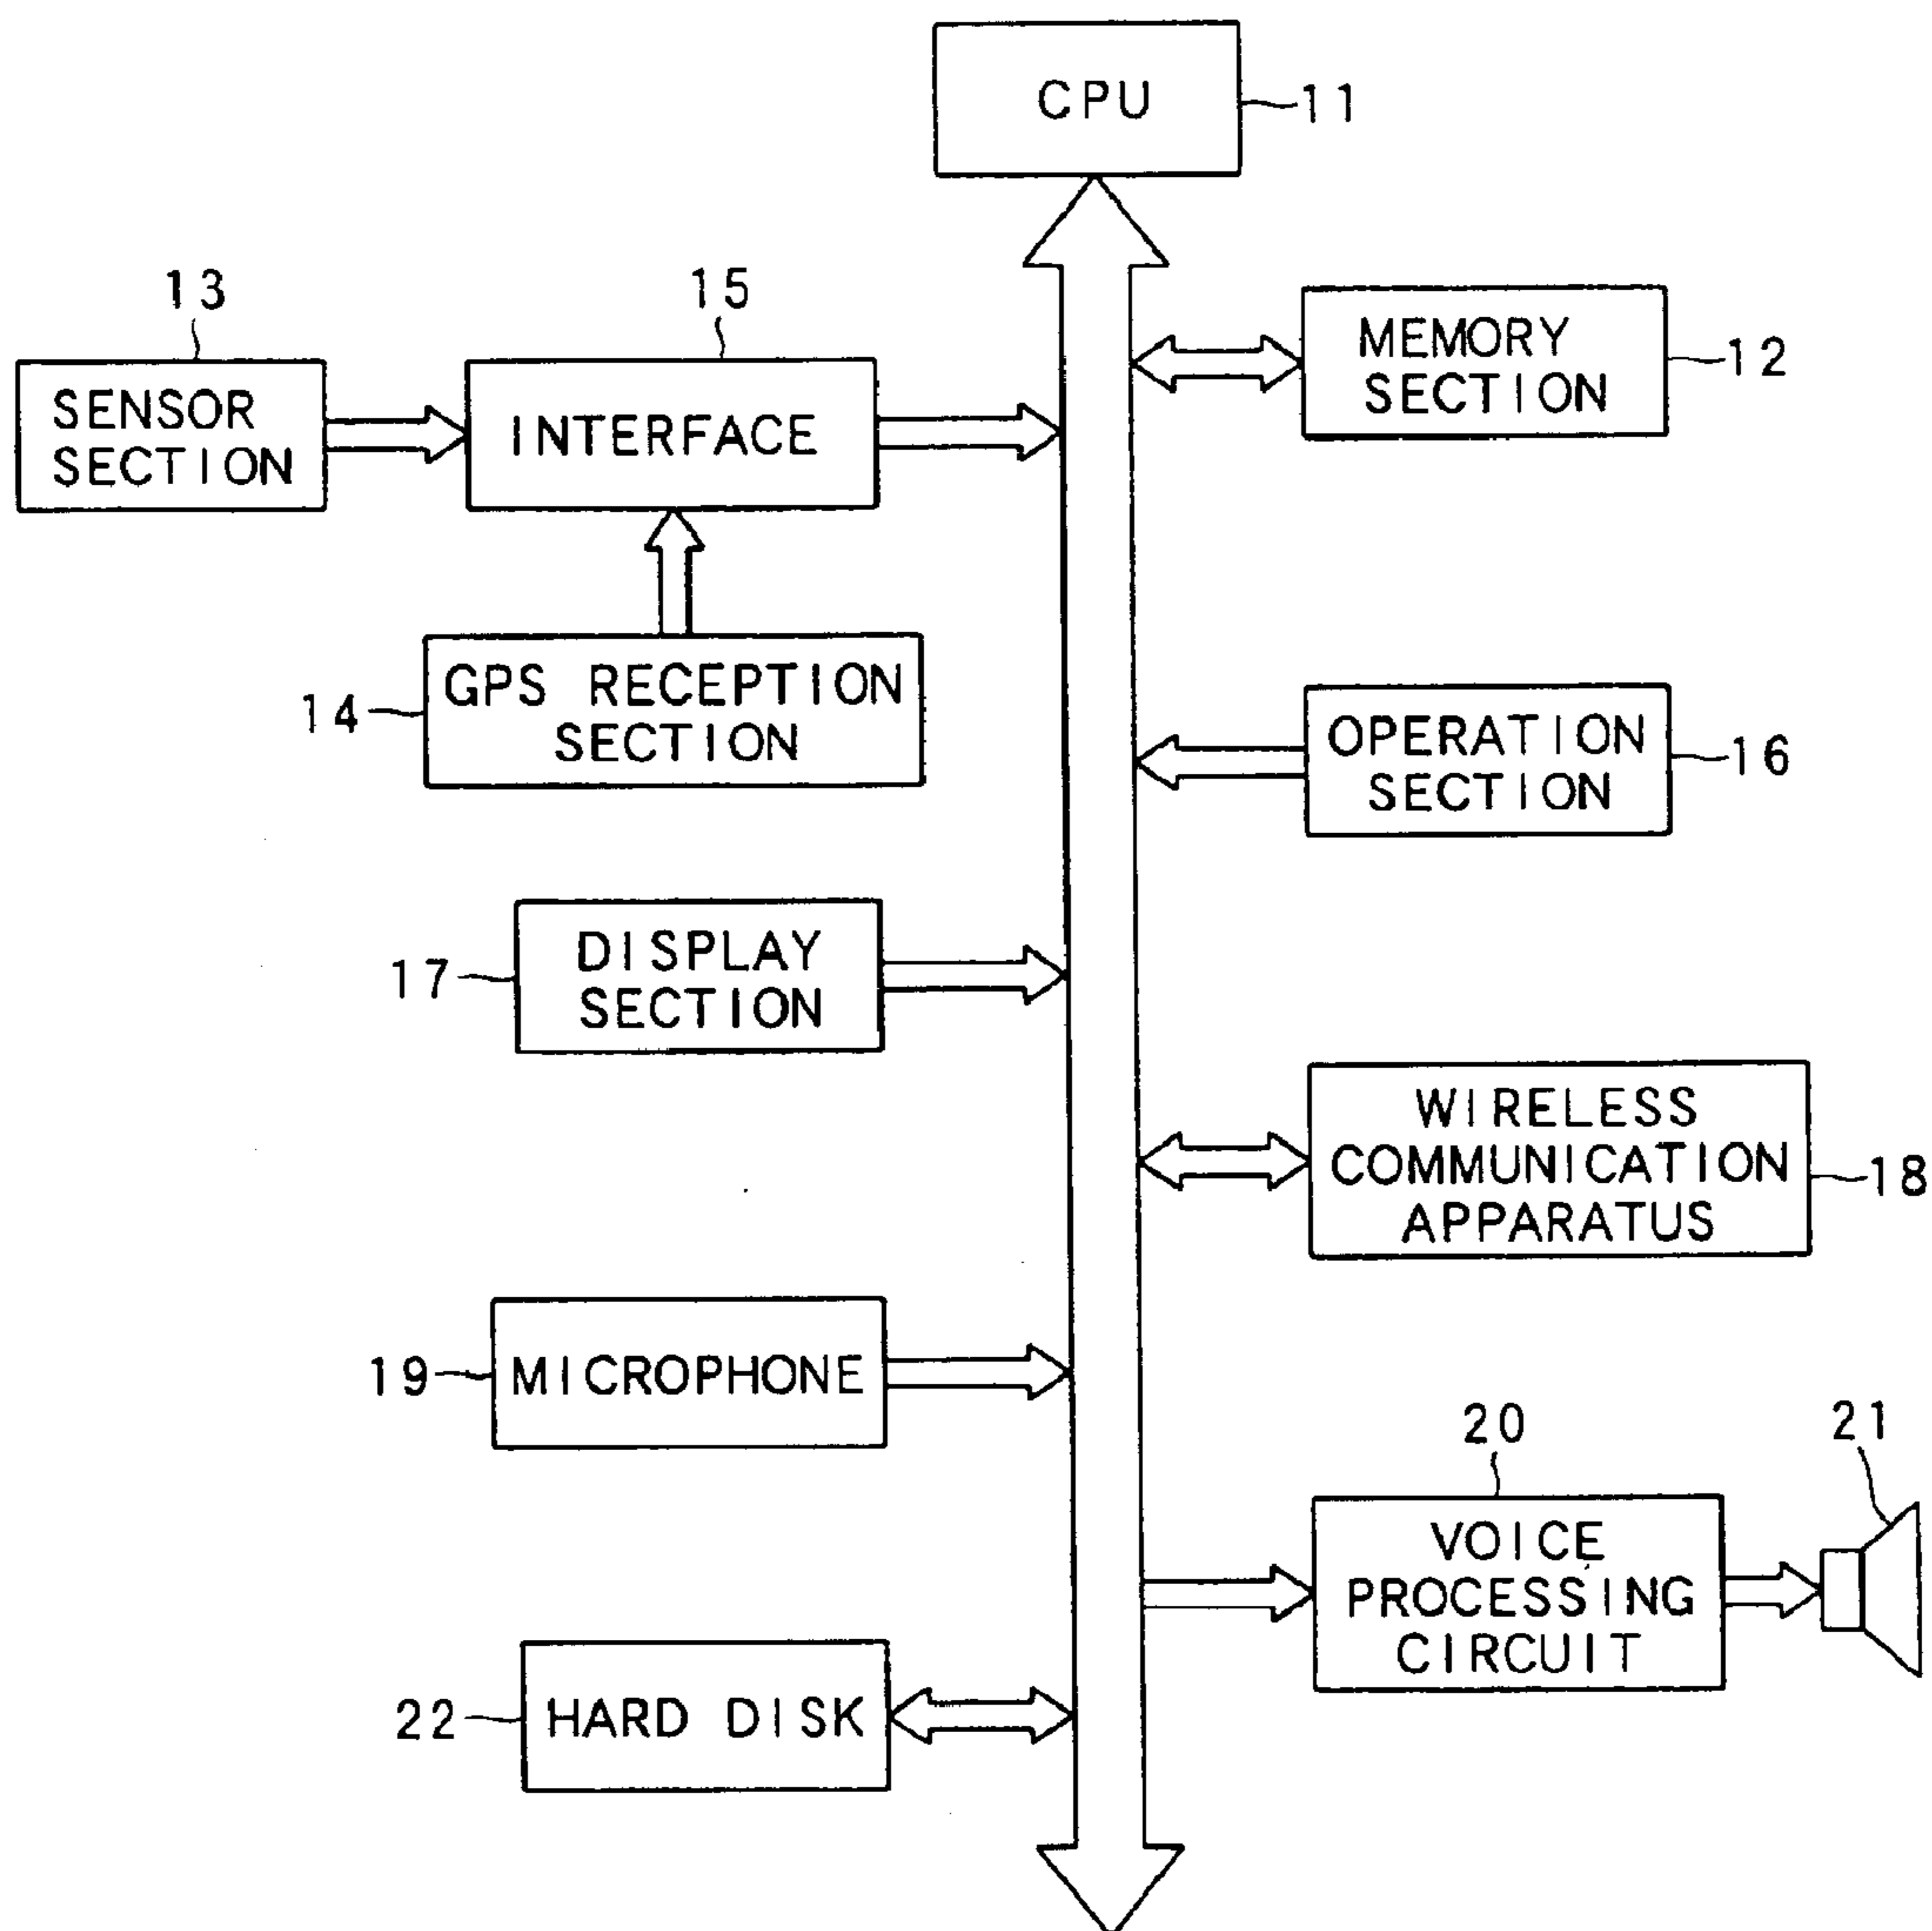 CPU
11
13
15
MEMORY
SECTION
12
SENSOR
SECTION
INTERFACE
GPS RECEPTION
SECTION
14
OPERATION
SECTION
16
DISPLAY
SECTION
17
WIRELESS
COMMUNICATION
APPARATUS
18
19
MICROPHONE
20
21
VOICE
PROCESSING
CIRCUIT
22
HARD DISK